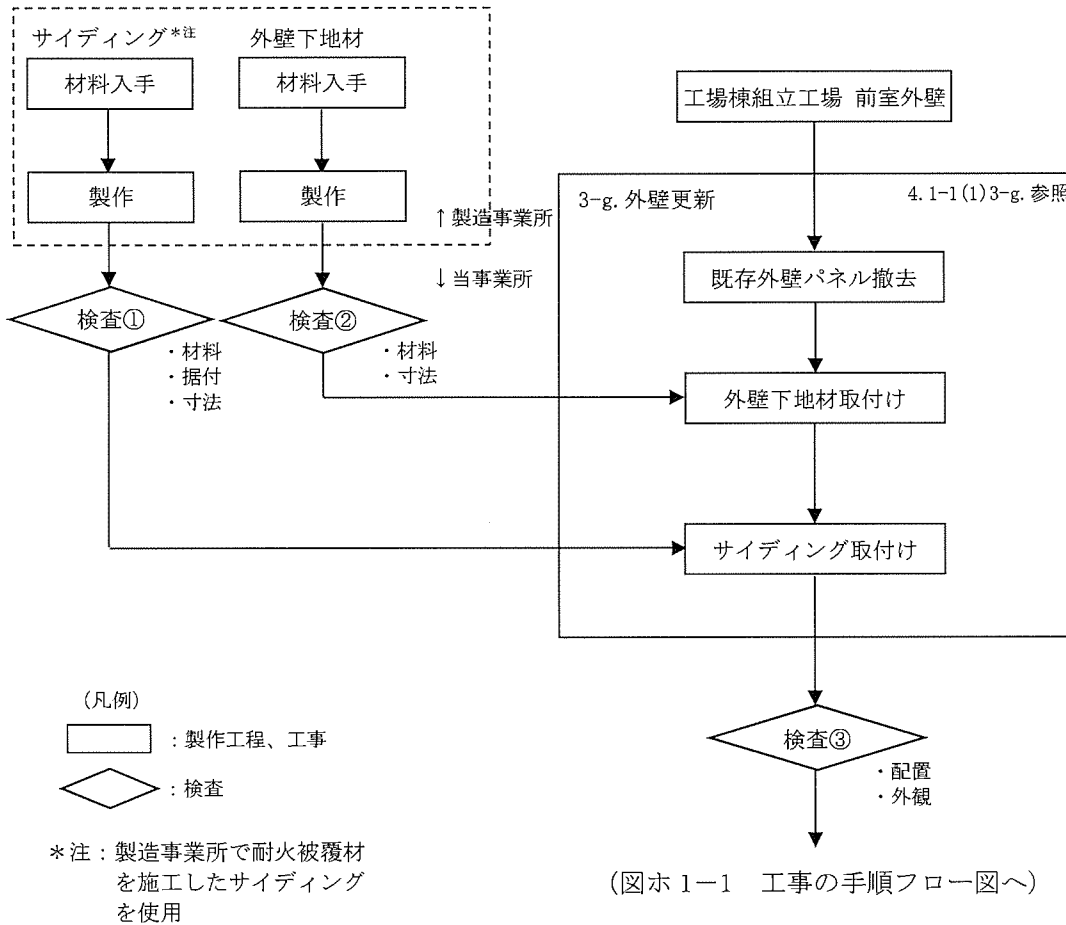 サイディング*注
外壁下地材
材料入手
材料入手
製作
製作
↑製造事業所
↓当事業所
検査①
・材料
・据付
・寸法
検査②
・材料
・寸法
工場棟組立工場 前室外壁
3-g. 外壁更新
4.1-1(1)3-g.参照
既存外壁パネル撤去
外壁下地材取付け
サイディング取付け
検査③
・配置
・外観
(図ホ1-1 工事の手順フロー図へ)
(凡例)
:製作工程、工事
:検査
*注:製造事業所で耐火被覆材
を施工したサイディング
を使用